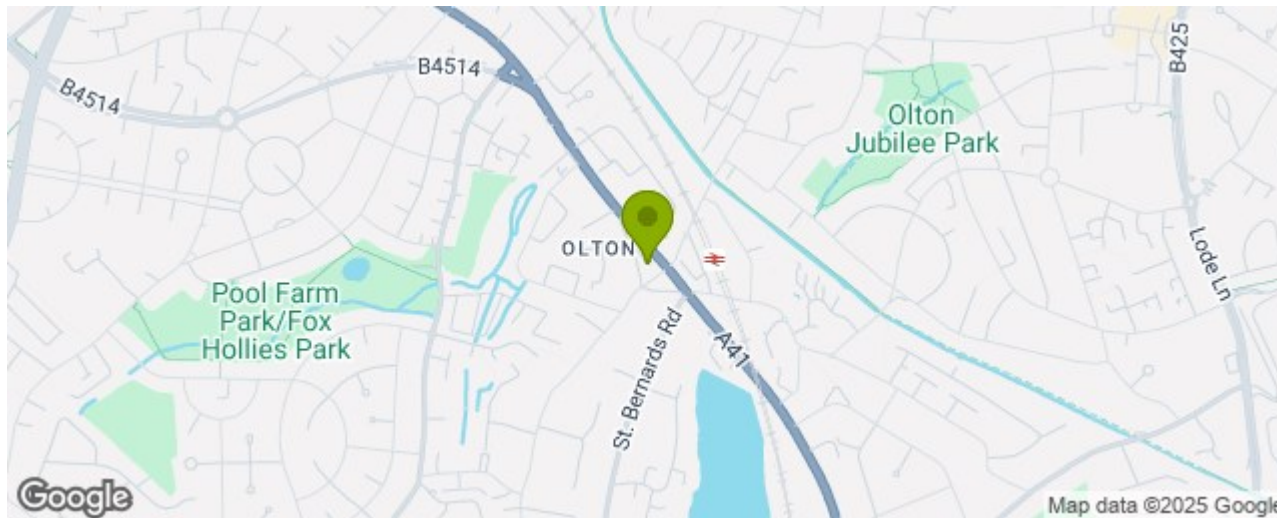 B4514
B4514
B425
Olton
Jubilee Park
OLTON
Lode Ln
Pool Farm
Park/Fox
Hollies Park
St. Bernards Rd
A41
Google
Map data ©2025 Google